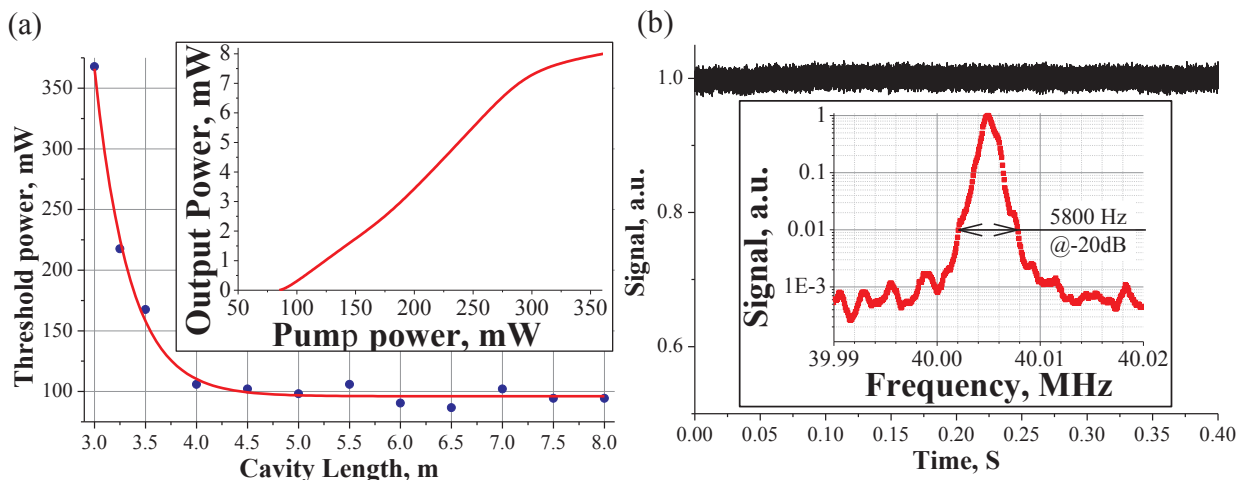 (a)
350
300
250
200
150
100
Threshold power, mW
3.0 3.5 4.0 4.5 5.0 5.5 6.0 6.5 7.0 7.5 8.0
Cavity Length, m
8
7
6
5
4
3
2
1
0
Output Power, mW
50 100 150 200 250 300 350
Pump power, mW
(b)
1.0
0.8
0.6
Signal, a.u.
0.00 0.05 0.10 0.15 0.20 0.25 0.30 0.35 0.40
Time, S
1
0.1
0.01
1E-3
Signal, a.u.
5800 Hz
@-20dB
39.99 40.00 40.01 40.02
Frequency, MHz